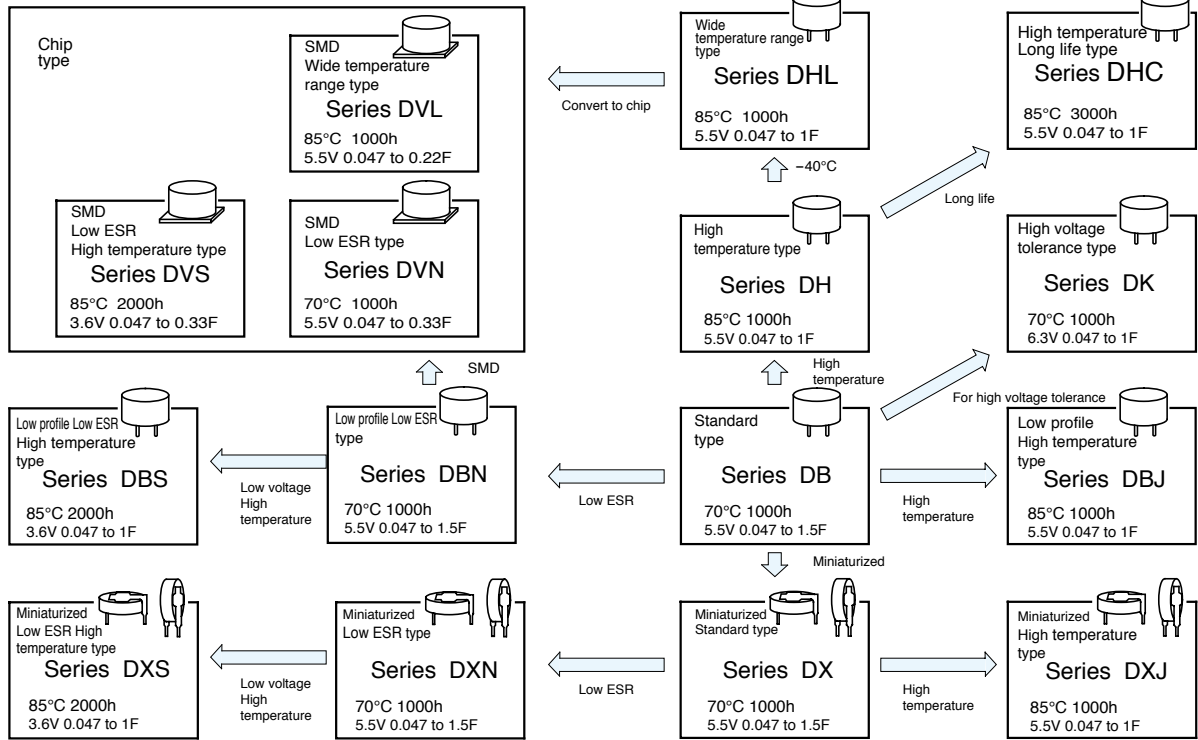 Chip
type
SMD
Wide temperature
range type
Series DVL
85°C 1000h
5.5V 0.047 to 0.22F
Convert to chip
Wide
temperature range
type
Series DHL
85°C 1000h
5.5V 0.047 to 1F
High temperature
Long life type
Series DHC
85°C 3000h
5.5V 0.047 to 1F
−40°C
Long life
SMD
Low ESR
High temperature type
Series DVS
85°C 2000h
3.6V 0.047 to 0.33F
SMD
Low ESR type
Series DVN
70°C 1000h
5.5V 0.047 to 0.33F
High
temperature type
Series DH
85°C 1000h
5.5V 0.047 to 1F
High voltage
tolerance type
Series DK
70°C 1000h
6.3V 0.047 to 1F
SMD
High
temperature
For high voltage tolerance
Low profile Low ESR
High temperature
type
Series DBS
85°C 2000h
3.6V 0.047 to 1F
Low voltage
High
temperature
Low profile Low ESR
type
Series DBN
70°C 1000h
5.5V 0.047 to 1.5F
Low ESR
Standard
type
Series DB
70°C 1000h
5.5V 0.047 to 1.5F
High
temperature
Low profile
High temperature
type
Series DBJ
85°C 1000h
5.5V 0.047 to 1F
Miniaturized
Miniaturized
Low ESR High
temperature type
Series DXS
85°C 2000h
3.6V 0.047 to 1F
Low voltage
High
temperature
Miniaturized
Low ESR type
Series DXN
70°C 1000h
5.5V 0.047 to 1.5F
Low ESR
Miniaturized
Standard type
Series DX
70°C 1000h
5.5V 0.047 to 1.5F
High
temperature
Miniaturized
High temperature
type
Series DXJ
85°C 1000h
5.5V 0.047 to 1F